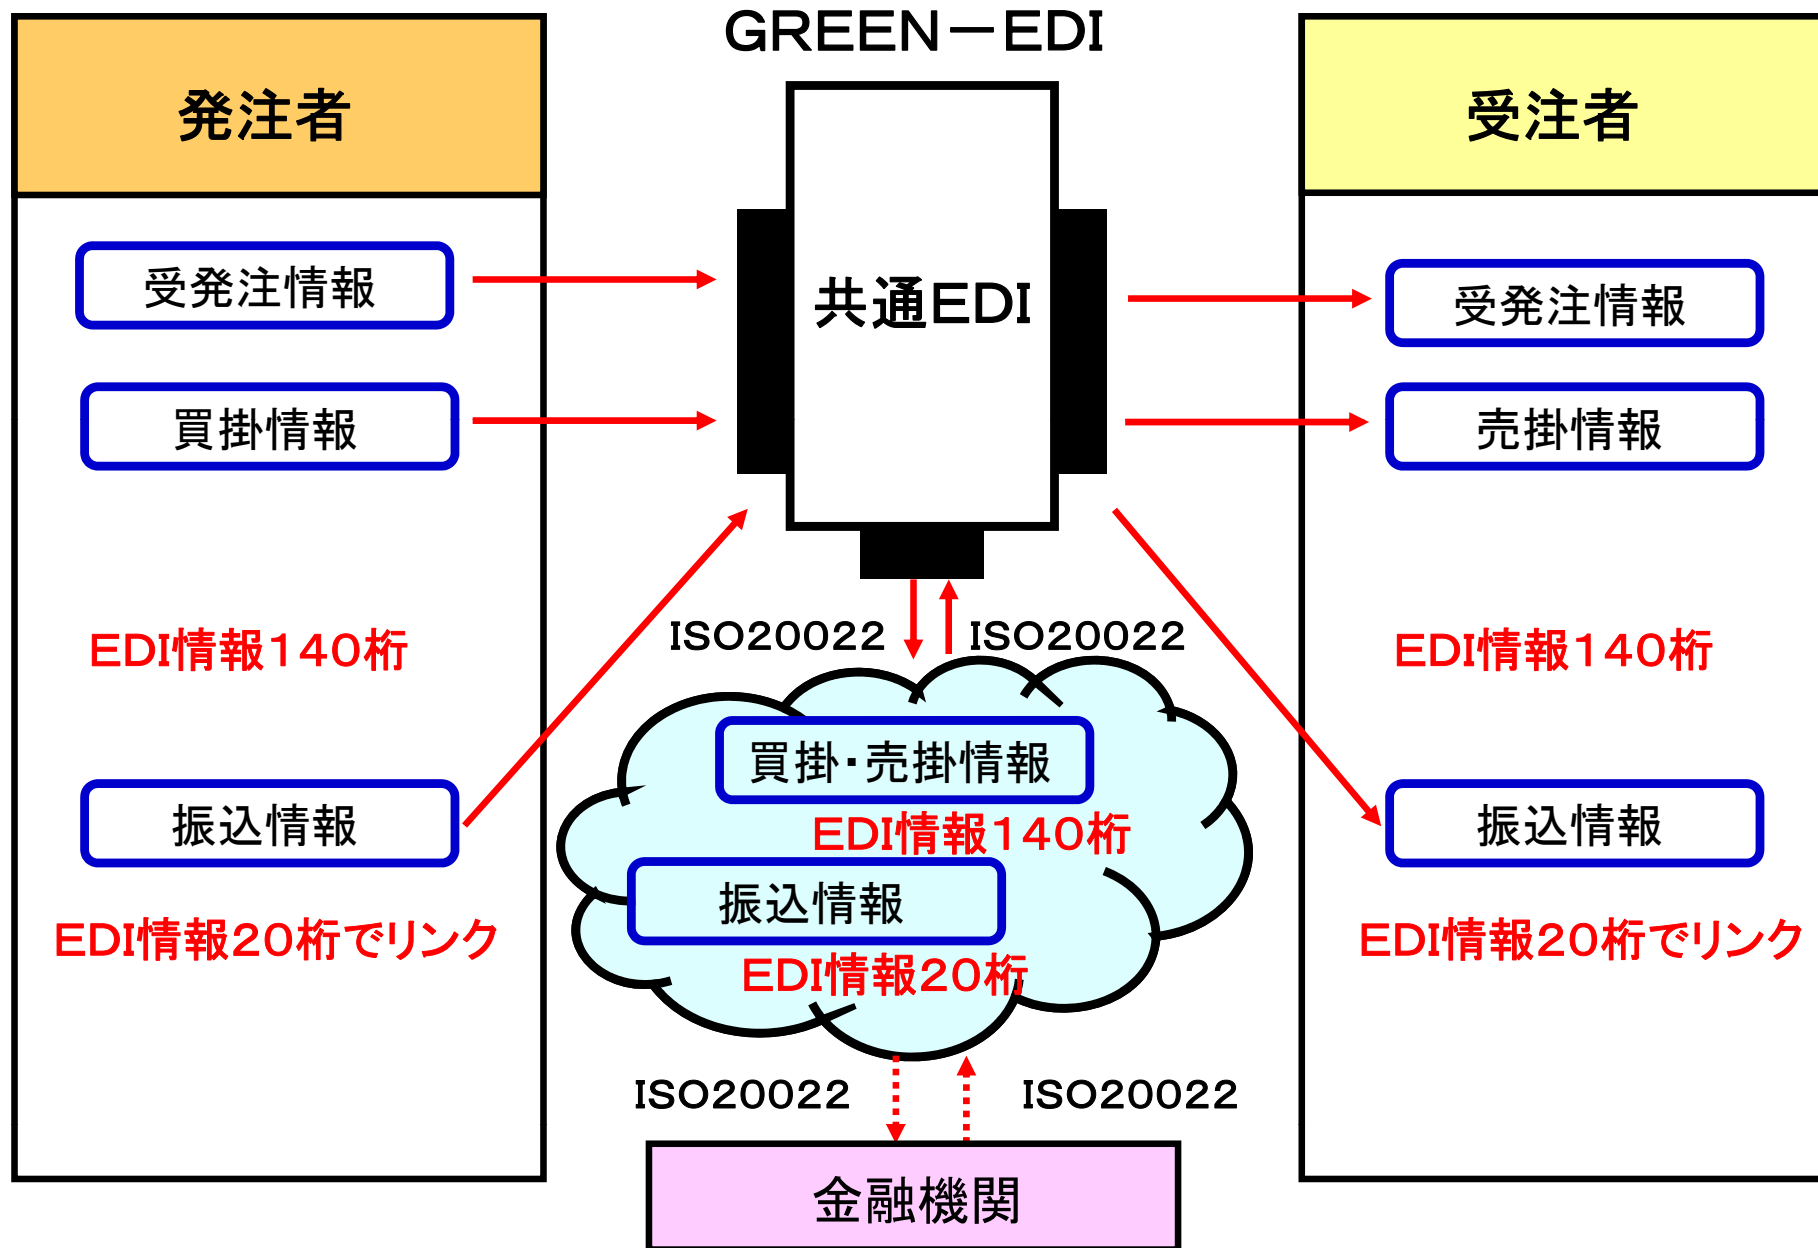 GREEN－EDI
発注者
受発注情報
買掛情報
EDI情報140桁
振込情報
EDI情報20桁でリンク
共通EDI
ISO20022
ISO20022
買掛・売掛情報
EDI情報140桁
振込情報
EDI情報20桁
ISO20022
ISO20022
金融機関
受注者
受発注情報
売掛情報
EDI情報140桁
振込情報
EDI情報20桁でリンク